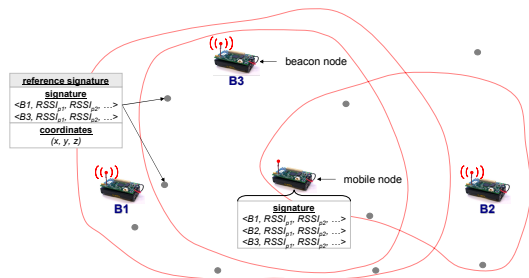 B3
beacon node
reference signature
signature
<B1, RSSIp1, RSSIp2, …>
<B3, RSSIp1, RSSIp2, …>
coordinates
(x, y, z)
B1
mobile node
B2
signature
<B1, RSSIp1, RSSIp2, …>
<B2, RSSIp1, RSSIp2, …>
<B3, RSSIp1, RSSIp2, …>